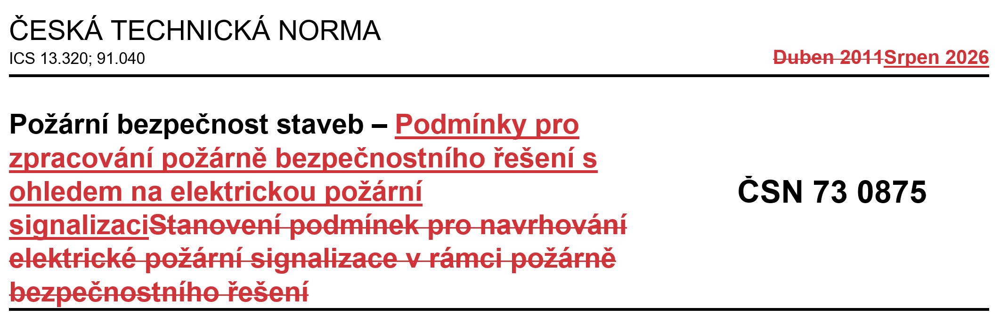 ČESKÁ TECHNICKÁ NORMA
ICS 13.320; 91.040
Duben 2011Srpen 2026
Požární bezpečnost staveb – Podmínky pro
zpracování požárně bezpečnostního řešení s
ohledem na elektrickou požární
signalizaciStanovení podmínek pro navrhování
elektrické požární signalizace v rámci požárně
bezpečnostního řešení
ČSN 73 0875